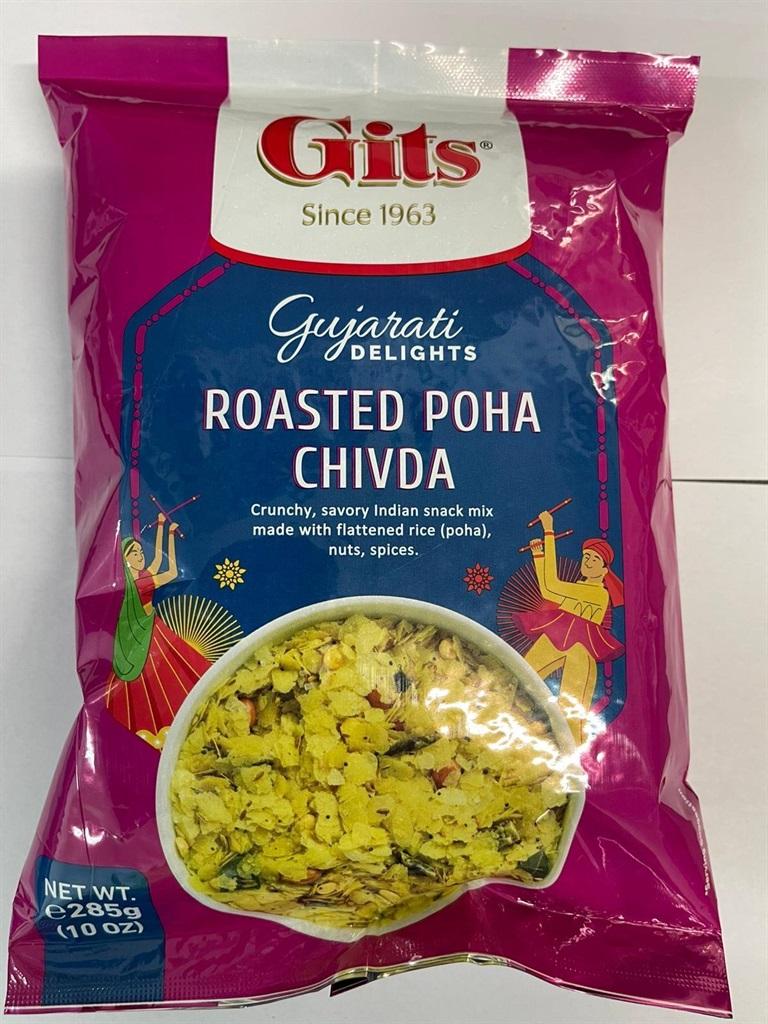 Gits®
Since 1963
Gujarati
DELIGHTS
ROASTED POHA
CHIVDA
Crunchy, savory Indian snack mix
made with flattened rice (poha),
nuts, spices.
NET WT.
℮285g
(10 OZ)